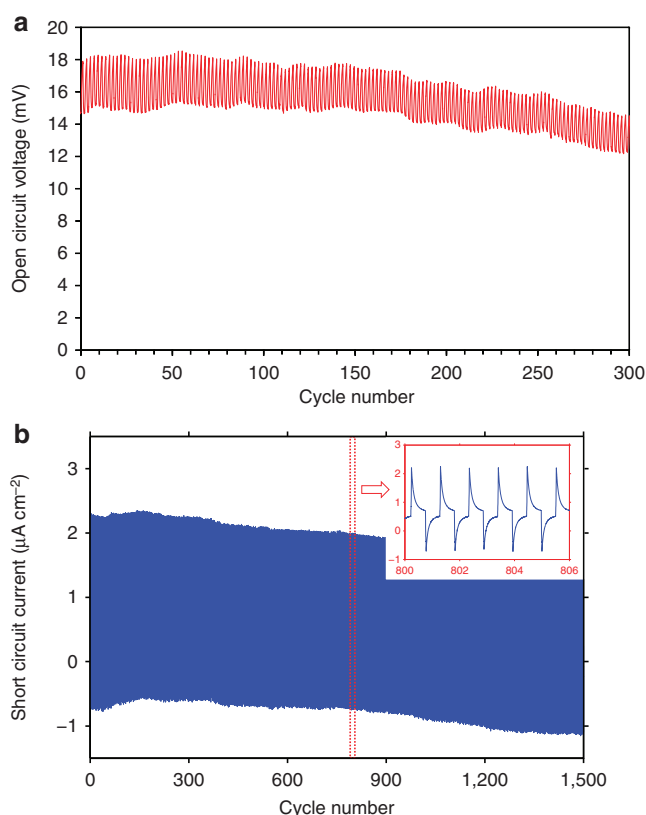 a
20
18
16
14
12
10
8
6
4
2
0
Open circuit voltage (mV)
0 50 100 150 200 250 300
Cycle number
b
3
2
1
0
−1
Short circuit current (µA cm−2)
3
2
1
0
−1
800 802 804 806
0 300 600 900 1,200 1,500
Cycle number